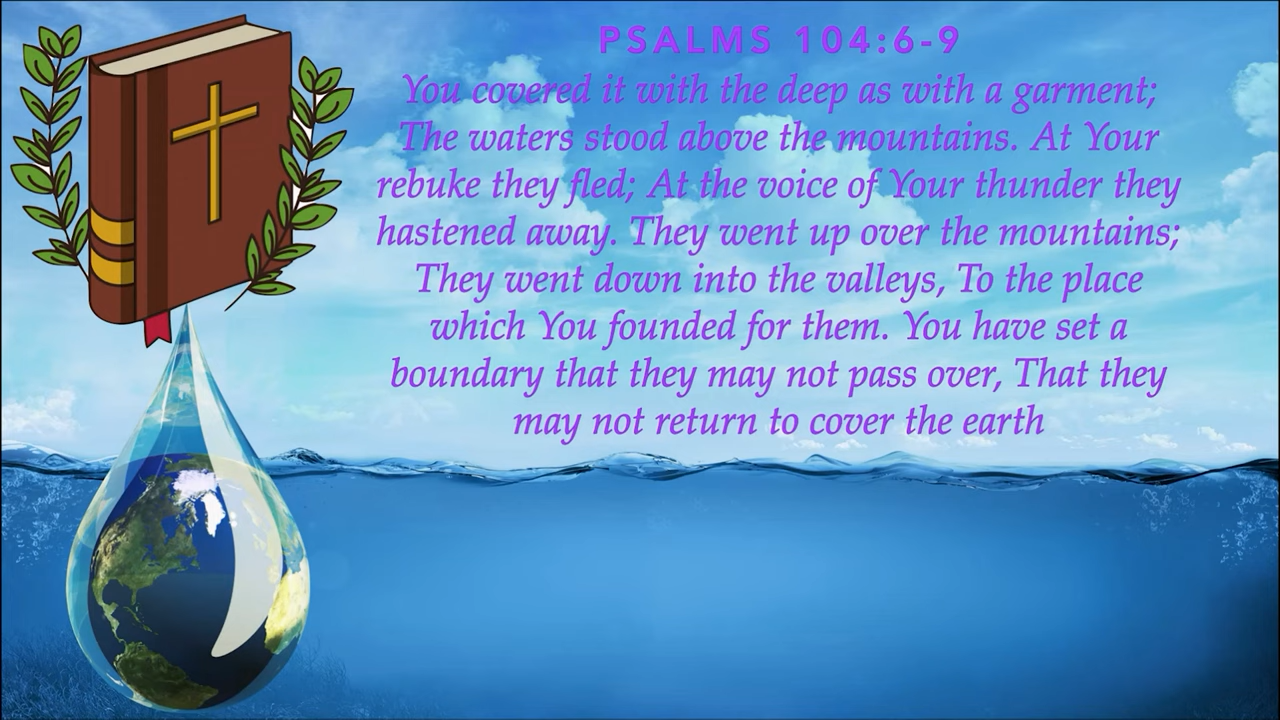 PSALMS 104:6-9
You covered it with the deep as with a garment;
The waters stood above the mountains. At Your
rebuke they fled; At the voice of Your thunder they
hastened away. They went up over the mountains;
They went down into the valleys, To the place
which You founded for them. You have set a
boundary that they may not pass over, That they
may not return to cover the earth